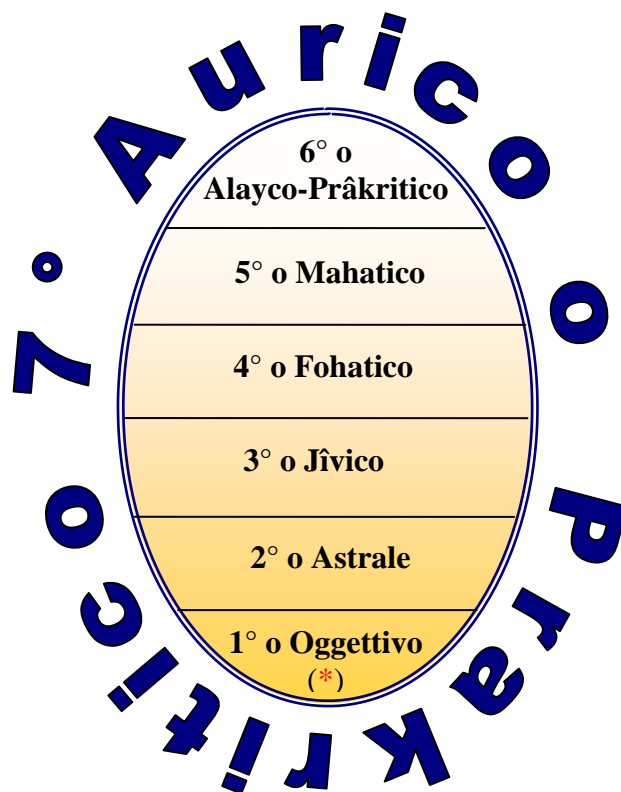 7° Aurico o Prakritico
6° o
Alayco-Prâkritico
5° o Mahatico
4° o Fohatico
3° o Jîvico
2° o Astrale
1° o Oggettivo
(*)